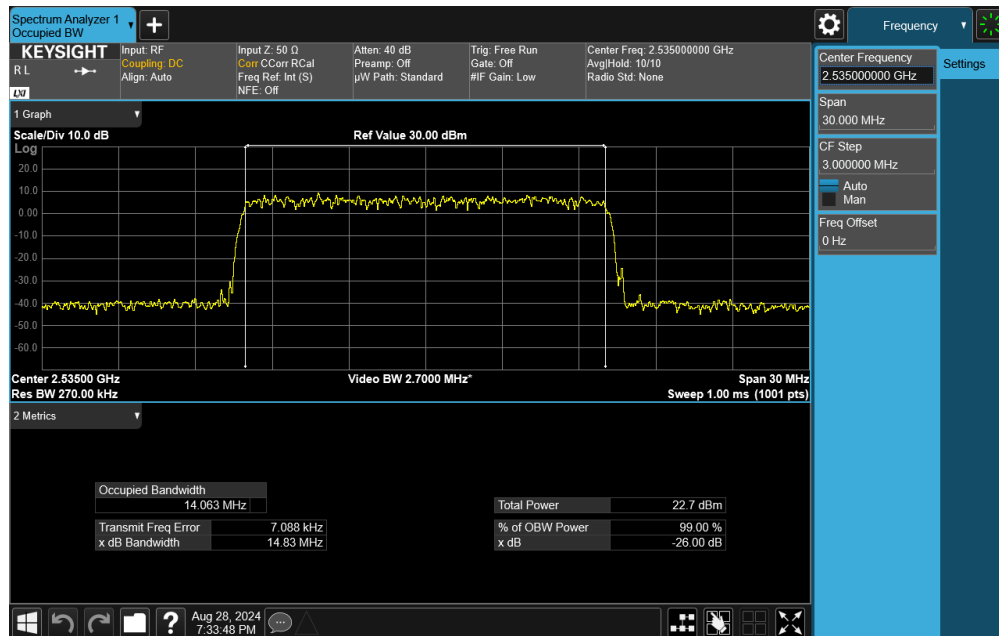 Spectrum Analyzer 1
Occupied BW
+
Frequency
KEYSIGHT
R L
LXI
Input: RF
Coupling: DC
Align: Auto
Input Z: 50 Ω
Corr CCorr RCal
Freq Ref: Int (S)
NFE: Off
Atten: 40 dB
Preamp: Off
µW Path: Standard
Trig: Free Run
Gate: Off
#IF Gain: Low
Center Freq: 2.535000000 GHz
Avg|Hold: 10/10
Radio Std: None
Center Frequency
2.535000000 GHz
Settings
Span
30.000 MHz
CF Step
3.000000 MHz
Auto
Man
Freq Offset
0 Hz
1 Graph
Scale/Div 10.0 dB
Ref Value 30.00 dBm
Log
20.0
10.0
0.00
-10.0
-20.0
-30.0
-40.0
-50.0
-60.0
Center 2.53500 GHz
Video BW 2.7000 MHz*
Span 30 MHz
Res BW 270.00 kHz
Sweep 1.00 ms (1001 pts)
2 Metrics
Occupied Bandwidth
14.063 MHz
Total Power 22.7 dBm
Transmit Freq Error 7.088 kHz
% of OBW Power 99.00 %
x dB Bandwidth 14.83 MHz
x dB -26.00 dB
?
Aug 28, 2024
7:33:48 PM